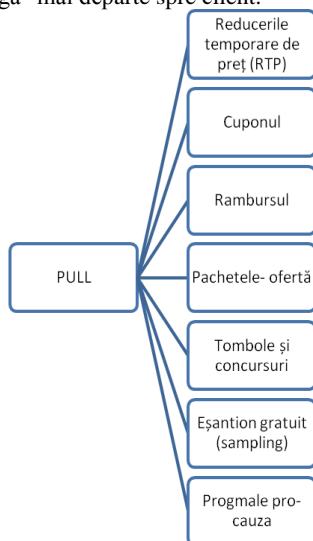 mai departe spre client.
Reducerile
temporare de
preț (RTP)
Cuponul
Rambursul
PULL
Pachetele- ofertă
Tombole și
concursuri
Eșantion gratuit
(sampling)
Progmale pro-
cauza